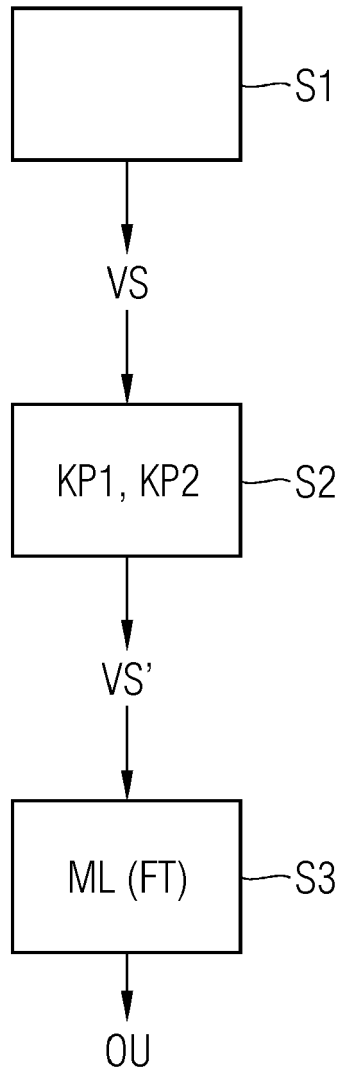 S1
VS
KP1, KP2
S2
VS’
ML (FT)
S3
OU